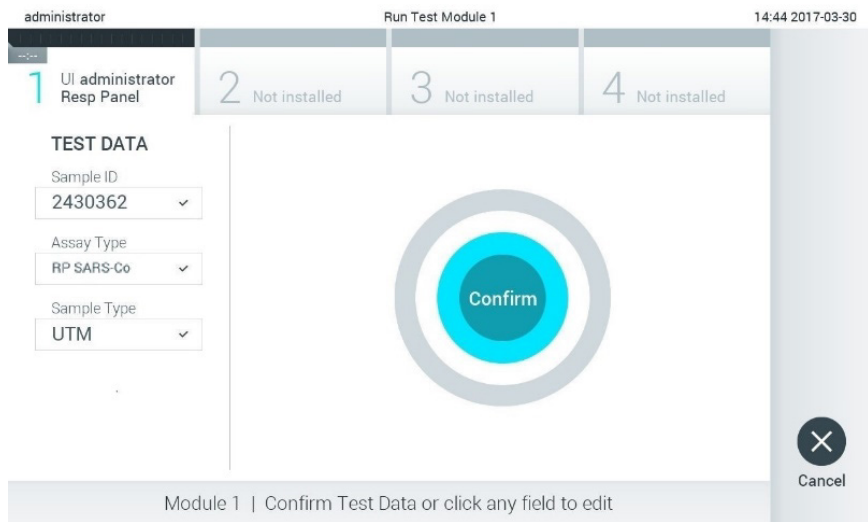 administrator Run Test Module 1 14:44 2017-03-30
--:--
1 UI administrator
Resp Panel
2 Not installed
3 Not installed
4 Not installed
TEST DATA
Sample ID
2430362
Assay Type
RP SARS-Co
Sample Type
UTM
Confirm
Cancel
Module 1 | Confirm Test Data or click any field to edit